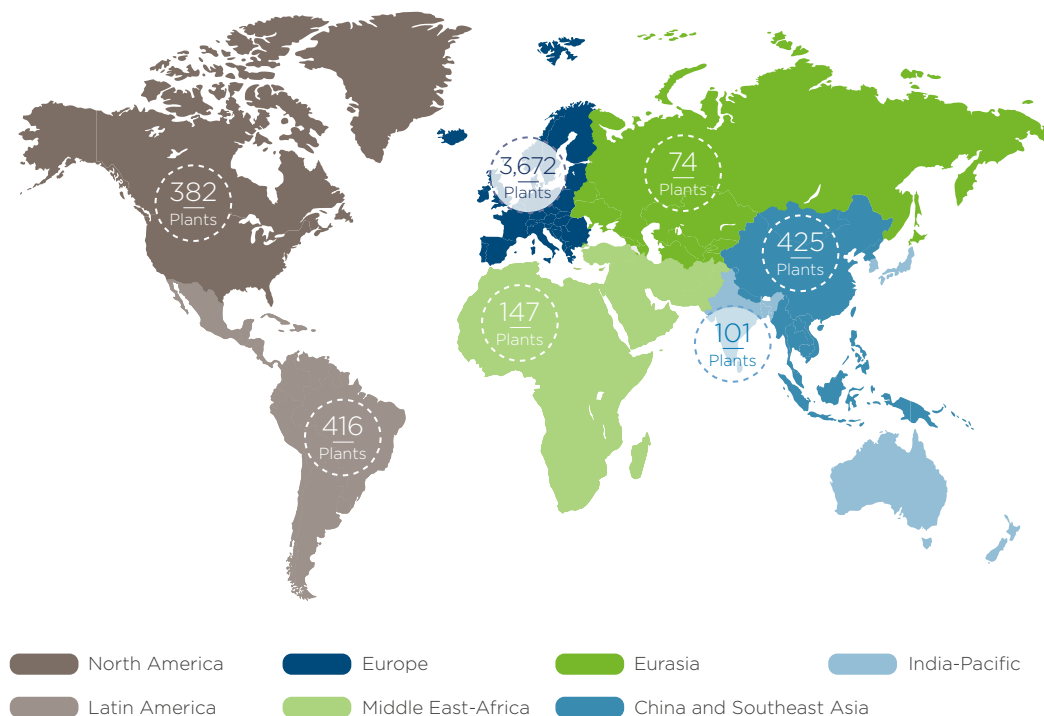 382
Plants
3,672
Plants
74
Plants
425
Plants
147
Plants
101
Plants
416
Plants
North America
Europe
Eurasia
India-Pacific
Latin America
Middle East-Africa
China and Southeast Asia